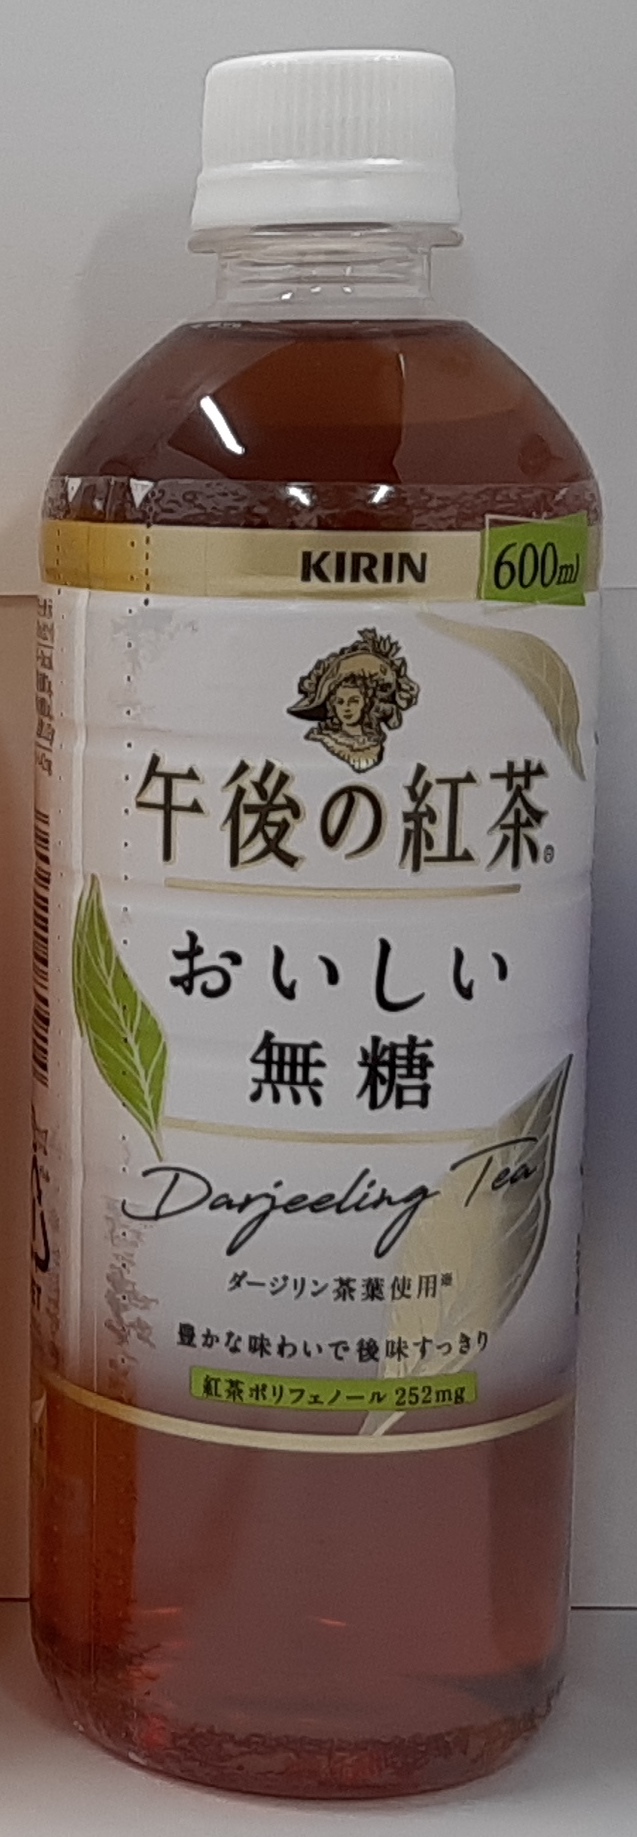 KIRIN
600ml
午後の紅茶®
おいしい
無糖
Darjeeling Tea
ダージリン茶葉使用※
豊かな味わいで後味すっきり
紅茶ポリフェノール 252mg